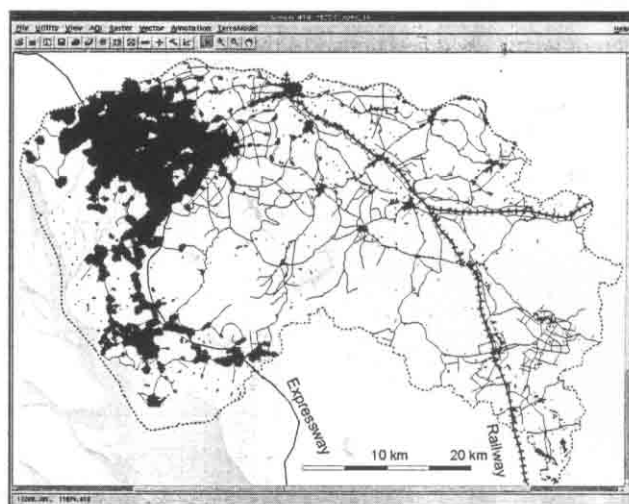 File Utility View AOI Raster Vector Annotation TerraModel
Help
Expressway
Railway
10 km 20 km